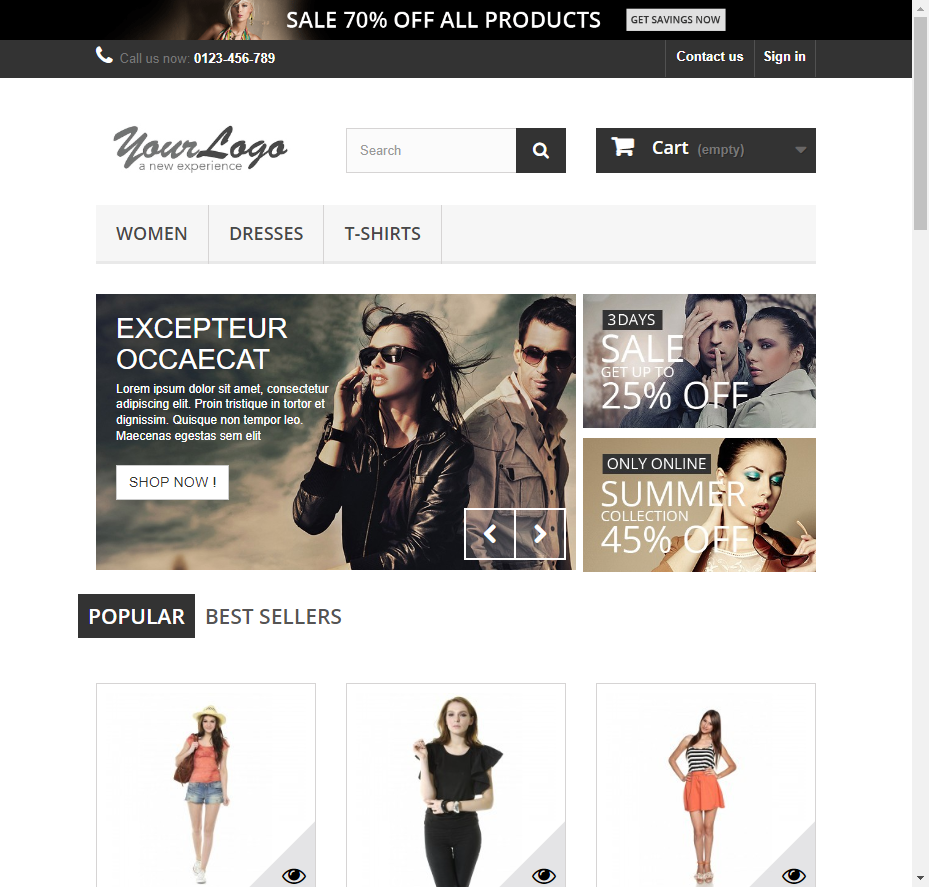 SALE 70% OFF ALL PRODUCTS GET SAVINGS NOW
Call us now: 0123-456-789 Contact us Sign in
YourLogo
a new experience
Search
Cart (empty)
WOMEN DRESSES T-SHIRTS
EXCEPTEUR
OCCAECAT
Lorem ipsum dolor sit amet, consectetur
adipiscing elit. Proin tristique in tortor et
dignissim. Quisque non tempor leo.
Maecenas egestas sem elit
SHOP NOW !
3 DAYS
SALE
GET UP TO
25% OFF
ONLY ONLINE
SUMMER
COLLECTION
45% OFF
POPULAR BEST SELLERS